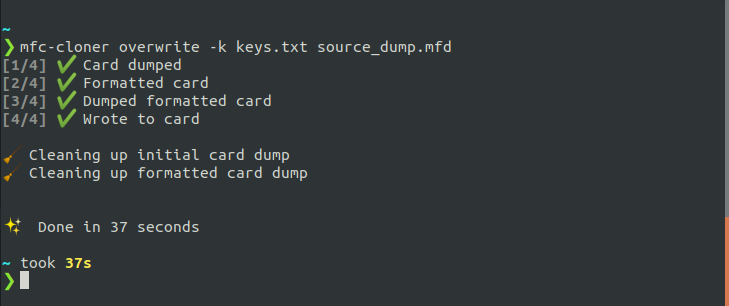 ~
❯ mfc-cloner overwrite -k keys.txt source_dump.mfd
[1/4] ✔ Card dumped
[2/4] ✔ Formatted card
[3/4] ✔ Dumped formatted card
[4/4] ✔ Wrote to card
🧹 Cleaning up initial card dump
🧹 Cleaning up formatted card dump
✨ Done in 37 seconds
~ took 37s
❯